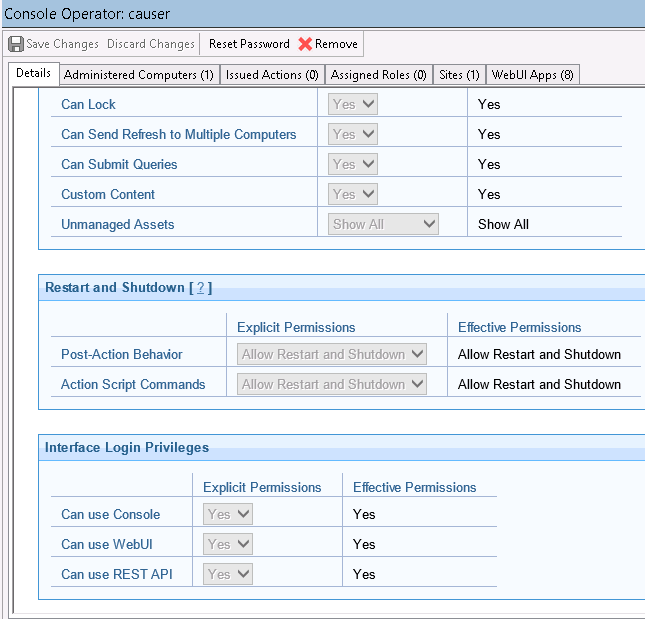 Console Operator: causer
Save Changes Discard Changes Reset Password Remove
Details Administered Computers (1) Issued Actions (0) Assigned Roles (0) Sites (1) WebUI Apps (8)
Can Lock Yes Yes
Can Send Refresh to Multiple Computers Yes Yes
Can Submit Queries Yes Yes
Custom Content Yes Yes
Unmanaged Assets Show All Show All
Restart and Shutdown [ ? ]
Explicit Permissions Effective Permissions
Post-Action Behavior Allow Restart and Shutdown Allow Restart and Shutdown
Action Script Commands Allow Restart and Shutdown Allow Restart and Shutdown
Interface Login Privileges
Explicit Permissions Effective Permissions
Can use Console Yes Yes
Can use WebUI Yes Yes
Can use REST API Yes Yes